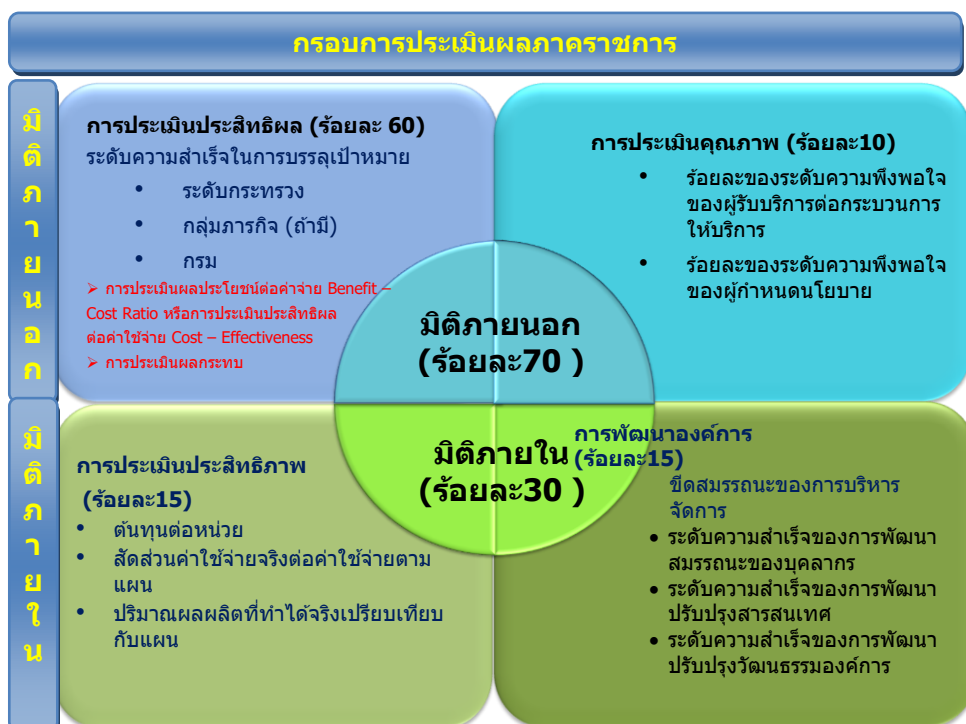 กรอบการประเมินผลภาคราชการ
มิติภายนอก
การประเมินประสิทธิผล (ร้อยละ 60)
ระดับความสำเร็จในการบรรลุเป้าหมาย
• ระดับกระทรวง
• กลุ่มภารกิจ (ถ้ามี)
• กรม
➢ การประเมินผลประโยชน์ต่อค่าจ่าย Benefit –
Cost Ratio หรือการประเมินประสิทธิผล
ต่อค่าใช้จ่าย Cost – Effectiveness
➢ การประเมินผลกระทบ
การประเมินคุณภาพ (ร้อยละ10)
• ร้อยละของระดับความพึงพอใจ
ของผู้รับบริการต่อกระบวนการ
ให้บริการ
• ร้อยละของระดับความพึงพอใจ
ของผู้กำหนดนโยบาย
มิติภายนอก
(ร้อยละ70 )
มิติภายใน
(ร้อยละ30 )
มิติภายใน
การประเมินประสิทธิภาพ
(ร้อยละ15)
• ต้นทุนต่อหน่วย
• สัดส่วนค่าใช้จ่ายจริงต่อค่าใช้จ่ายตาม
แผน
• ปริมาณผลผลิตที่ทำได้จริงเปรียบเทียบ
กับแผน
การพัฒนาองค์การ
(ร้อยละ15)
ขีดสมรรถนะของการบริหาร
จัดการ
• ระดับความสำเร็จของการพัฒนา
สมรรถนะของบุคลากร
• ระดับความสำเร็จของการพัฒนา
ปรับปรุงสารสนเทศ
• ระดับความสำเร็จของการพัฒนา
ปรับปรุงวัฒนธรรมองค์การ